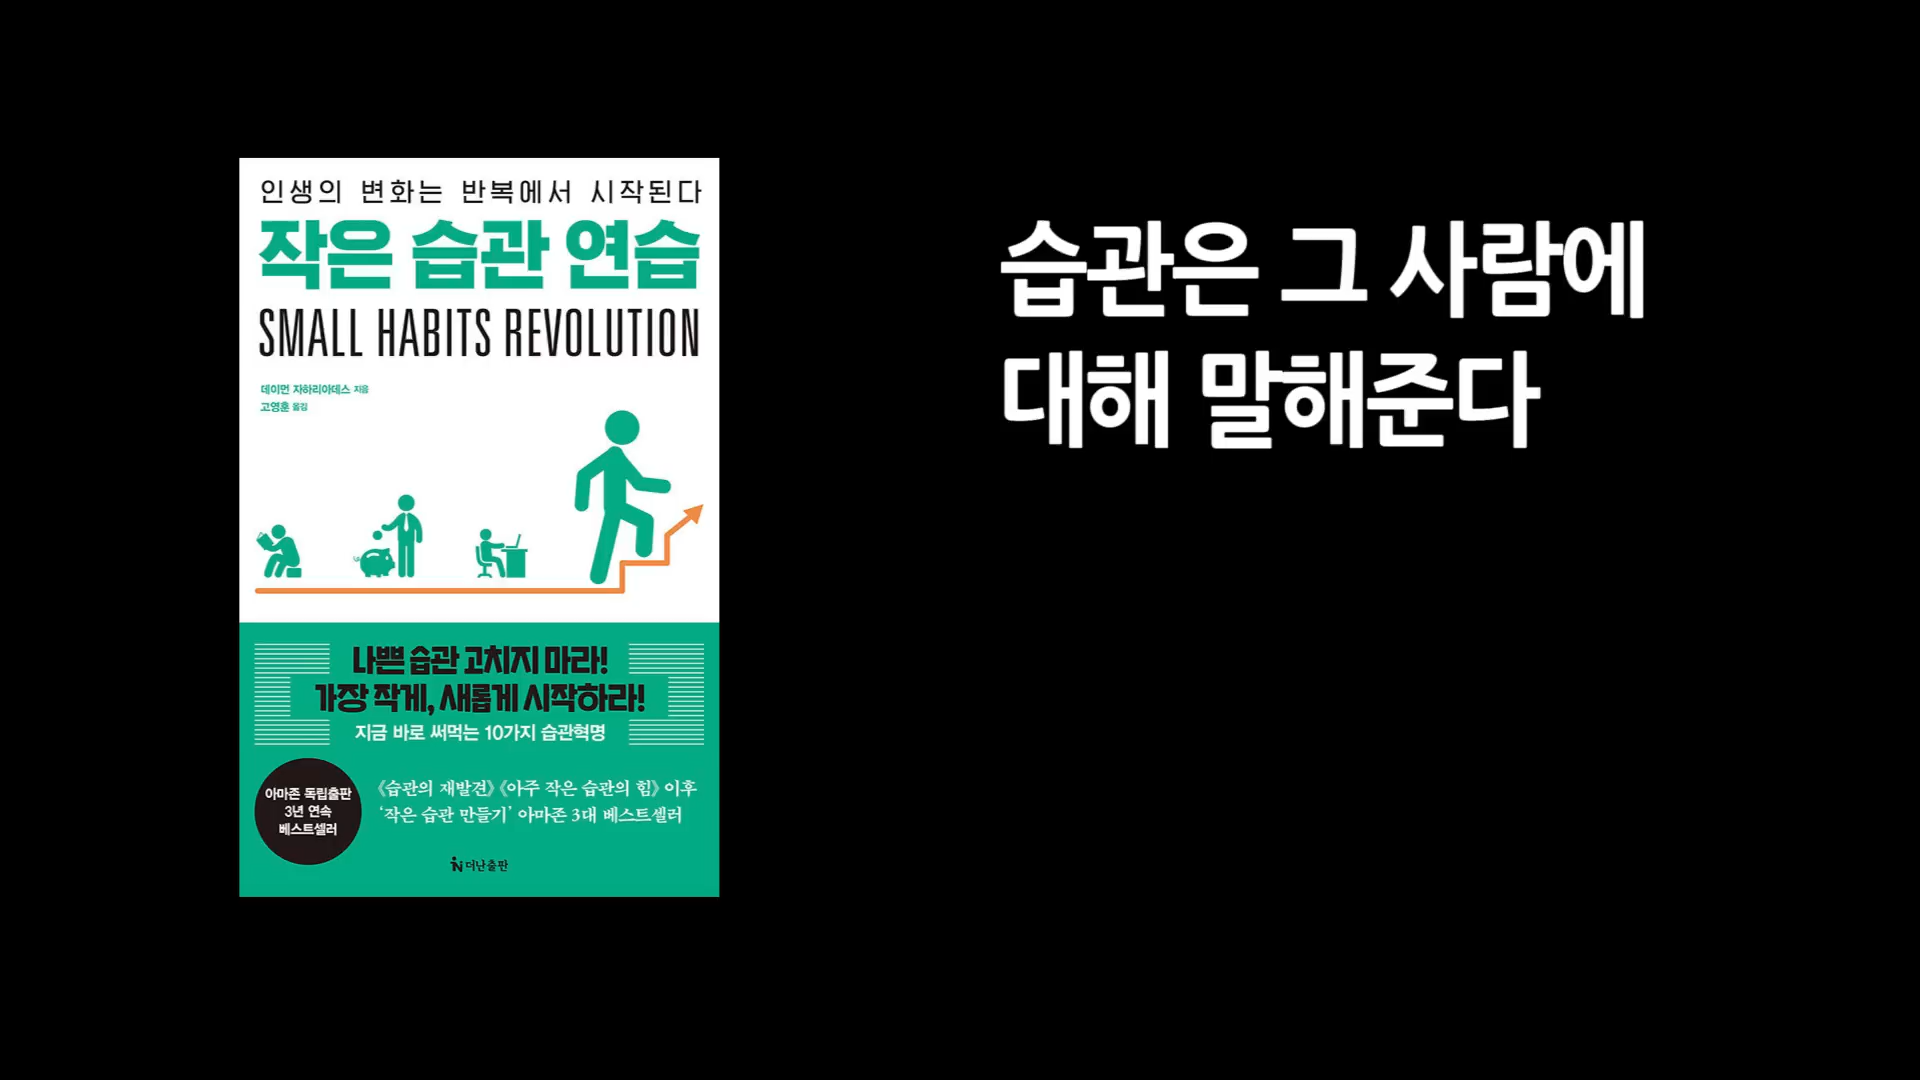 인생의 변화는 반복에서 시작된다
작은 습관 연습
SMALL HABITS REVOLUTION
데이먼 자하리아데스 지음
고영훈 옮김
나쁜 습관 고치지 마라!
가장 작게, 새롭게 시작하라!
지금 바로 써먹는 10가지 습관혁명
아마존 독립출판
3년 연속
베스트셀러
《습관의 재발견》《아주 작은 습관의 힘》 이후
‘작은 습관 만들기’ 아마존 3대 베스트셀러
더난출판
습관은 그 사람에
대해 말해준다